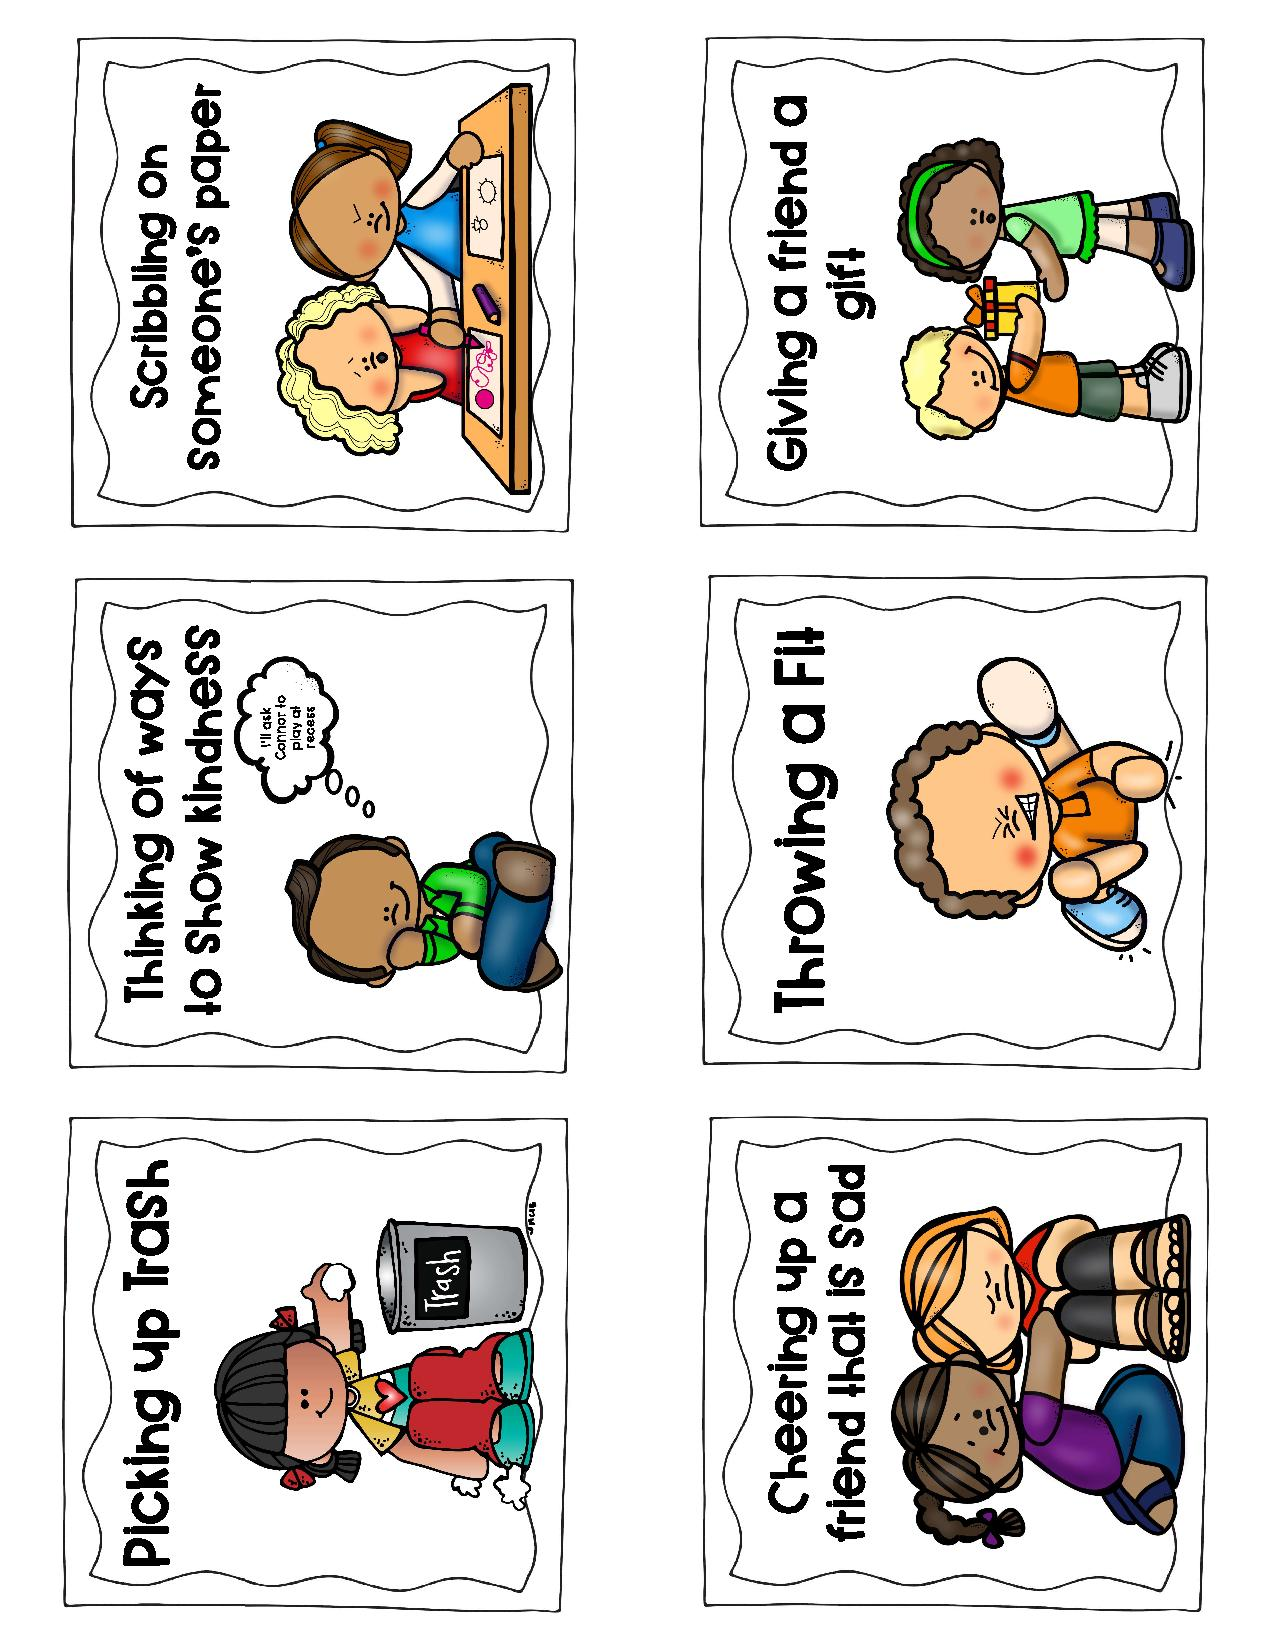 Picking up Trash
Trash
JACUS
Thinking of ways
to Show kindness
I'll ask
Connor to
play at
recess
Scribbling on
someone's paper
Cheering up a
friend that is sad
Throwing a Fit
Giving a friend a
gift